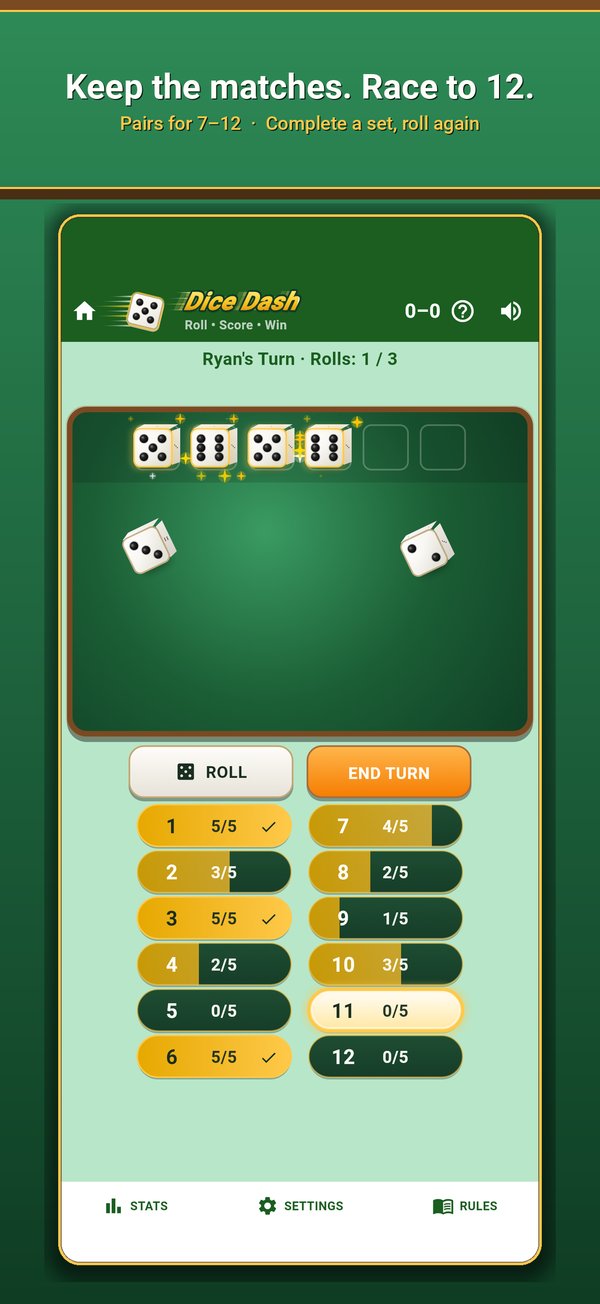 Keep the matches. Race to 12.
Pairs for 7–12 · Complete a set, roll again
Dice Dash
Roll • Score • Win
0–0
Ryan's Turn · Rolls: 1 / 3
ROLL
END TURN
1 5/5
7 4/5
2 3/5
8 2/5
3 5/5
9 1/5
4 2/5
10 3/5
5 0/5
11 0/5
6 5/5
12 0/5
STATS
SETTINGS
RULES